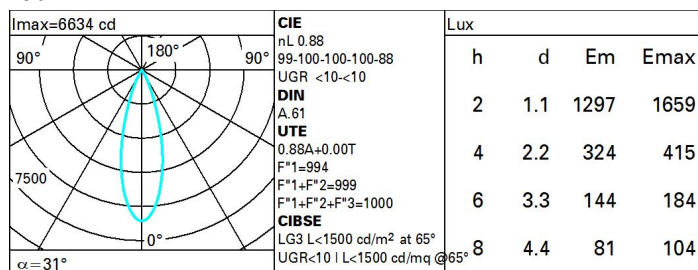 Imax=6634 cd
90°
180°
90°
7500
0°
α=31°
CIE
nL 0.88
99-100-100-100-88
UGR <10-<10
DIN
A.61
UTE
0.88A+0.00T
F"1=994
F"1+F"2=999
F"1+F"2+F"3=1000
CIBSE
LG3 L<1500 cd/m² at 65°
UGR<10 | L<1500 cd/mq @65°
Lux
h d Em Emax
2 1.1 1297 1659
4 2.2 324 415
6 3.3 144 184
8 4.4 81 104